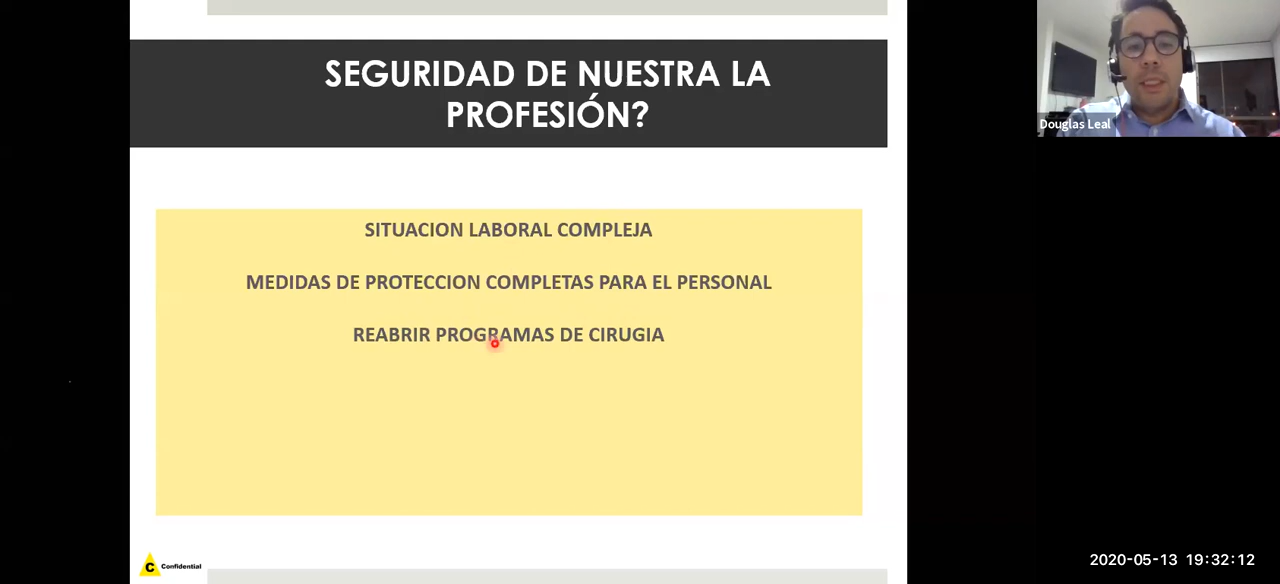 SEGURIDAD DE NUESTRA LA
PROFESIÓN?
Douglas Leal
SITUACION LABORAL COMPLEJA
MEDIDAS DE PROTECCION COMPLETAS PARA EL PERSONAL
REABRIR PROGRAMAS DE CIRUGIA
C Confidential
2020-05-13 19:32:12